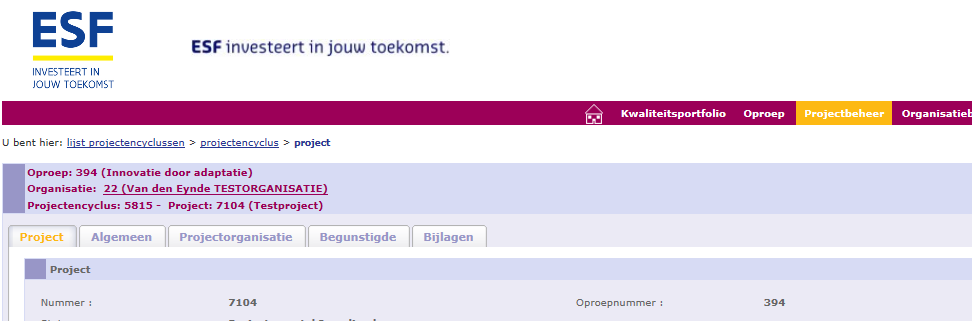 ESF
INVESTEERT IN
JOUW TOEKOMST
ESF investeert in jouw toekomst.
Kwaliteitsportfolio Oproep Projectbeheer Organisatieb
U bent hier: lijst projectencyclussen > projectencyclus > project
Oproep: 394 (Innovatie door adaptatie)
Organisatie: 22 (Van den Eynde TESTORGANISATIE)
Projectencyclus: 5815 - Project: 7104 (Testproject)
Project Algemeen Projectorganisatie Begunstigde Bijlagen
Project
Nummer : 7104 Oproepnummer : 394